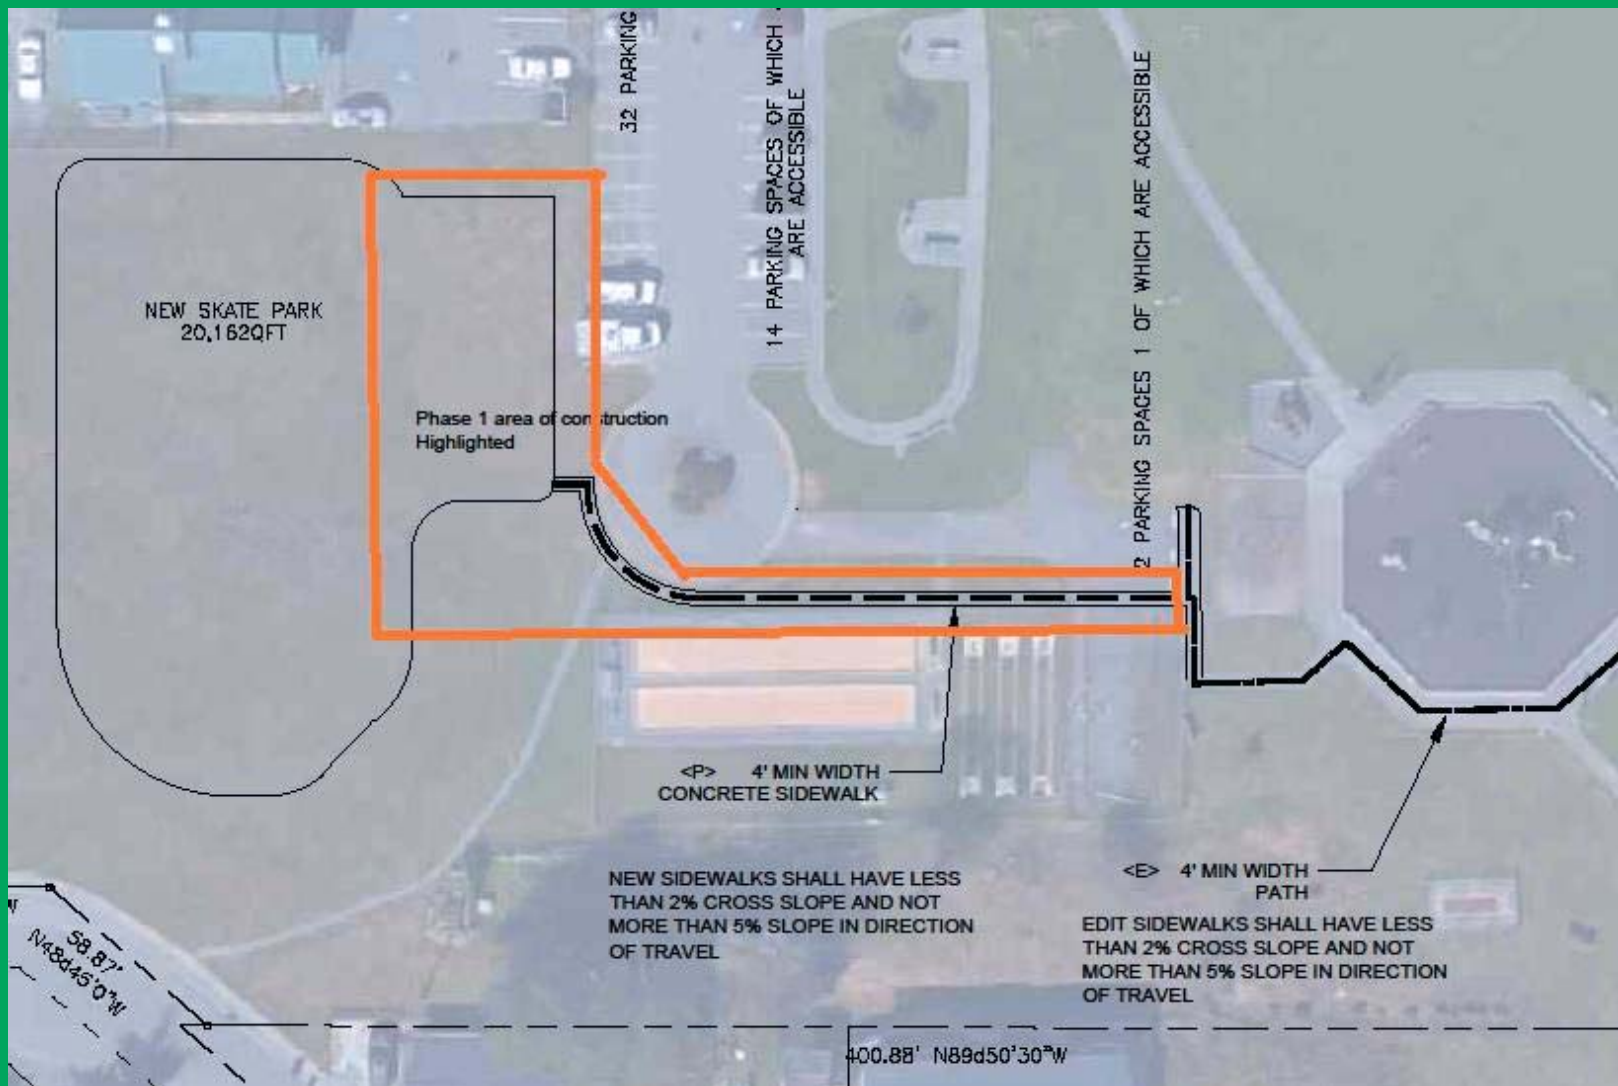 32 PARKING
14 PARKING SPACES OF WHICH
ARE ACCESSIBLE
2 PARKING SPACES 1 OF WHICH ARE ACCESSIBLE
NEW SKATE PARK
20,162QFT
Phase 1 area of construction
Highlighted
<P> 4' MIN WIDTH
CONCRETE SIDEWALK
NEW SIDEWALKS SHALL HAVE LESS
THAN 2% CROSS SLOPE AND NOT
MORE THAN 5% SLOPE IN DIRECTION
OF TRAVEL
<E> 4' MIN WIDTH
PATH
EDIT SIDEWALKS SHALL HAVE LESS
THAN 2% CROSS SLOPE AND NOT
MORE THAN 5% SLOPE IN DIRECTION
OF TRAVEL
W
58.87'
N48d45'0"W
400.88' N89d50'30"W